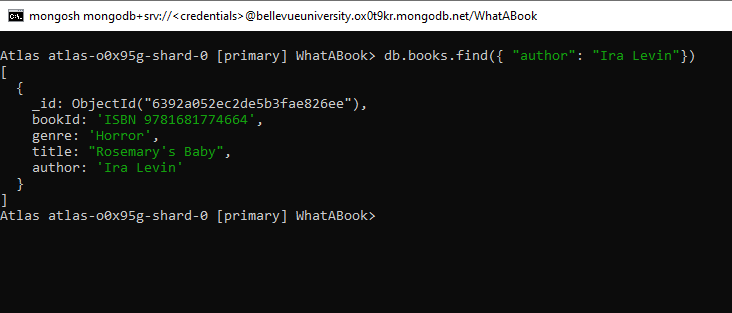 mongosh mongodb+srv://<credentials>@bellevueuniversity.ox0t9kr.mongodb.net/WhatABook
Atlas atlas-o0x95g-shard-0 [primary] WhatABook> db.books.find({ "author": "Ira Levin"})
[
  {
    _id: ObjectId("6392a052ec2de5b3fae826ee"),
    bookId: 'ISBN 9781681774664',
    genre: 'Horror',
    title: "Rosemary's Baby",
    author: 'Ira Levin'
  }
]
Atlas atlas-o0x95g-shard-0 [primary] WhatABook>